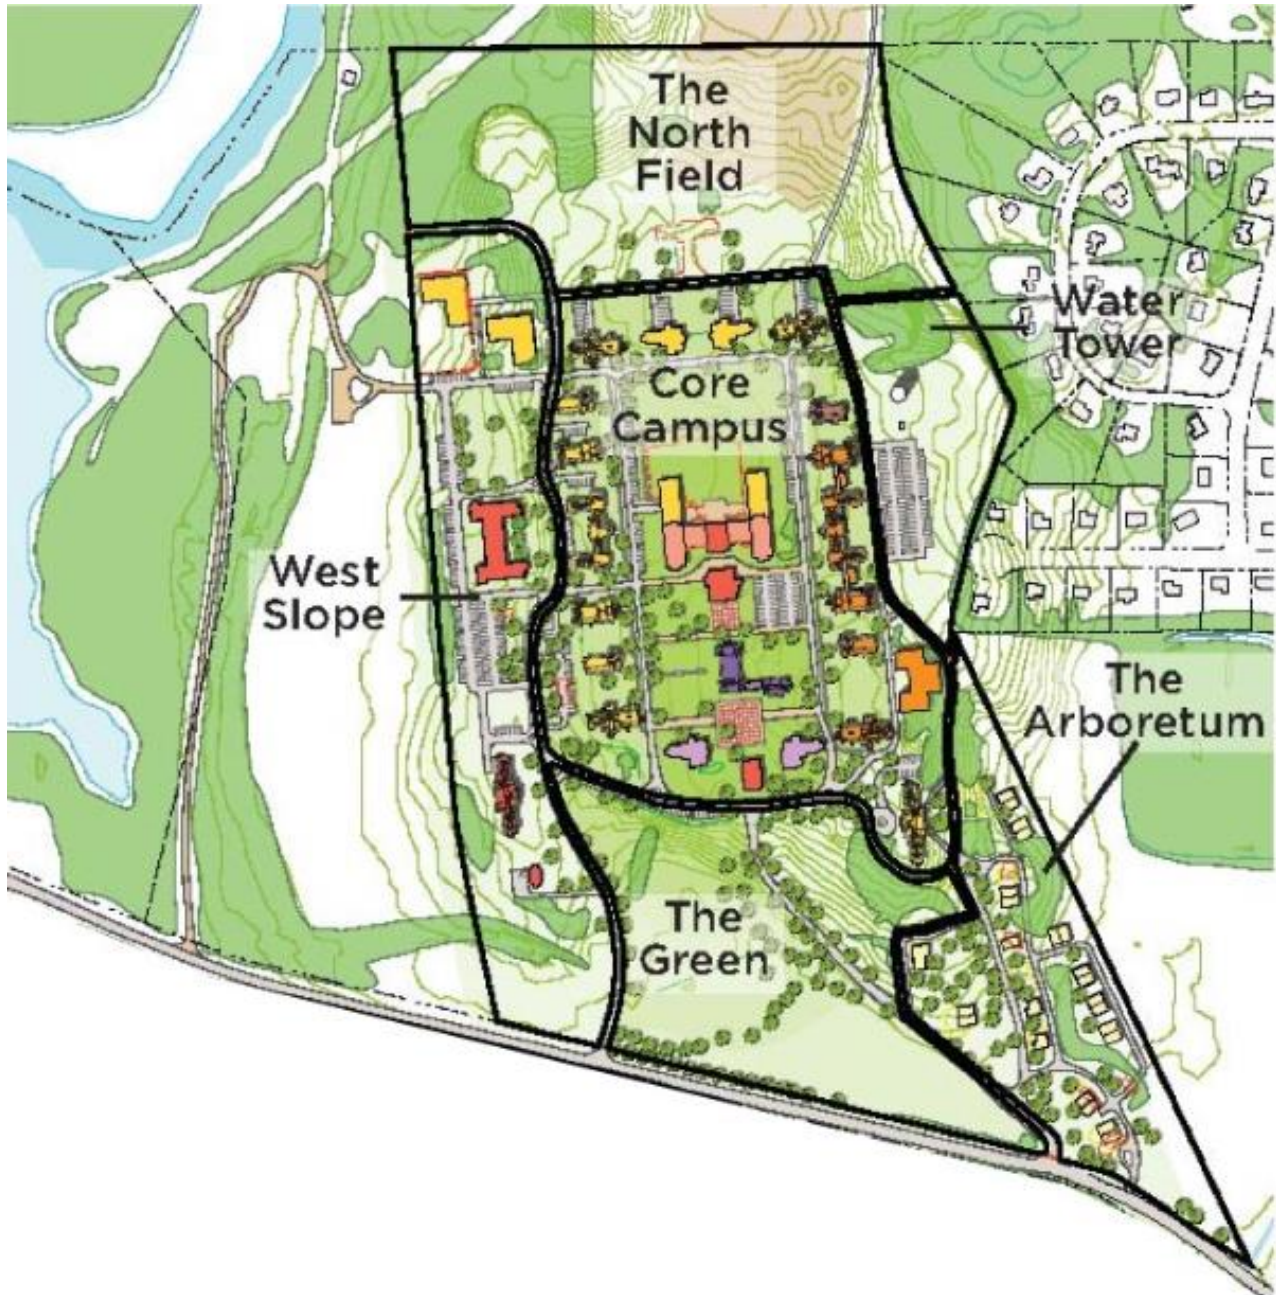 The
North
Field
Water
Tower
Core
Campus
West
Slope
The
Arboretum
The
Green